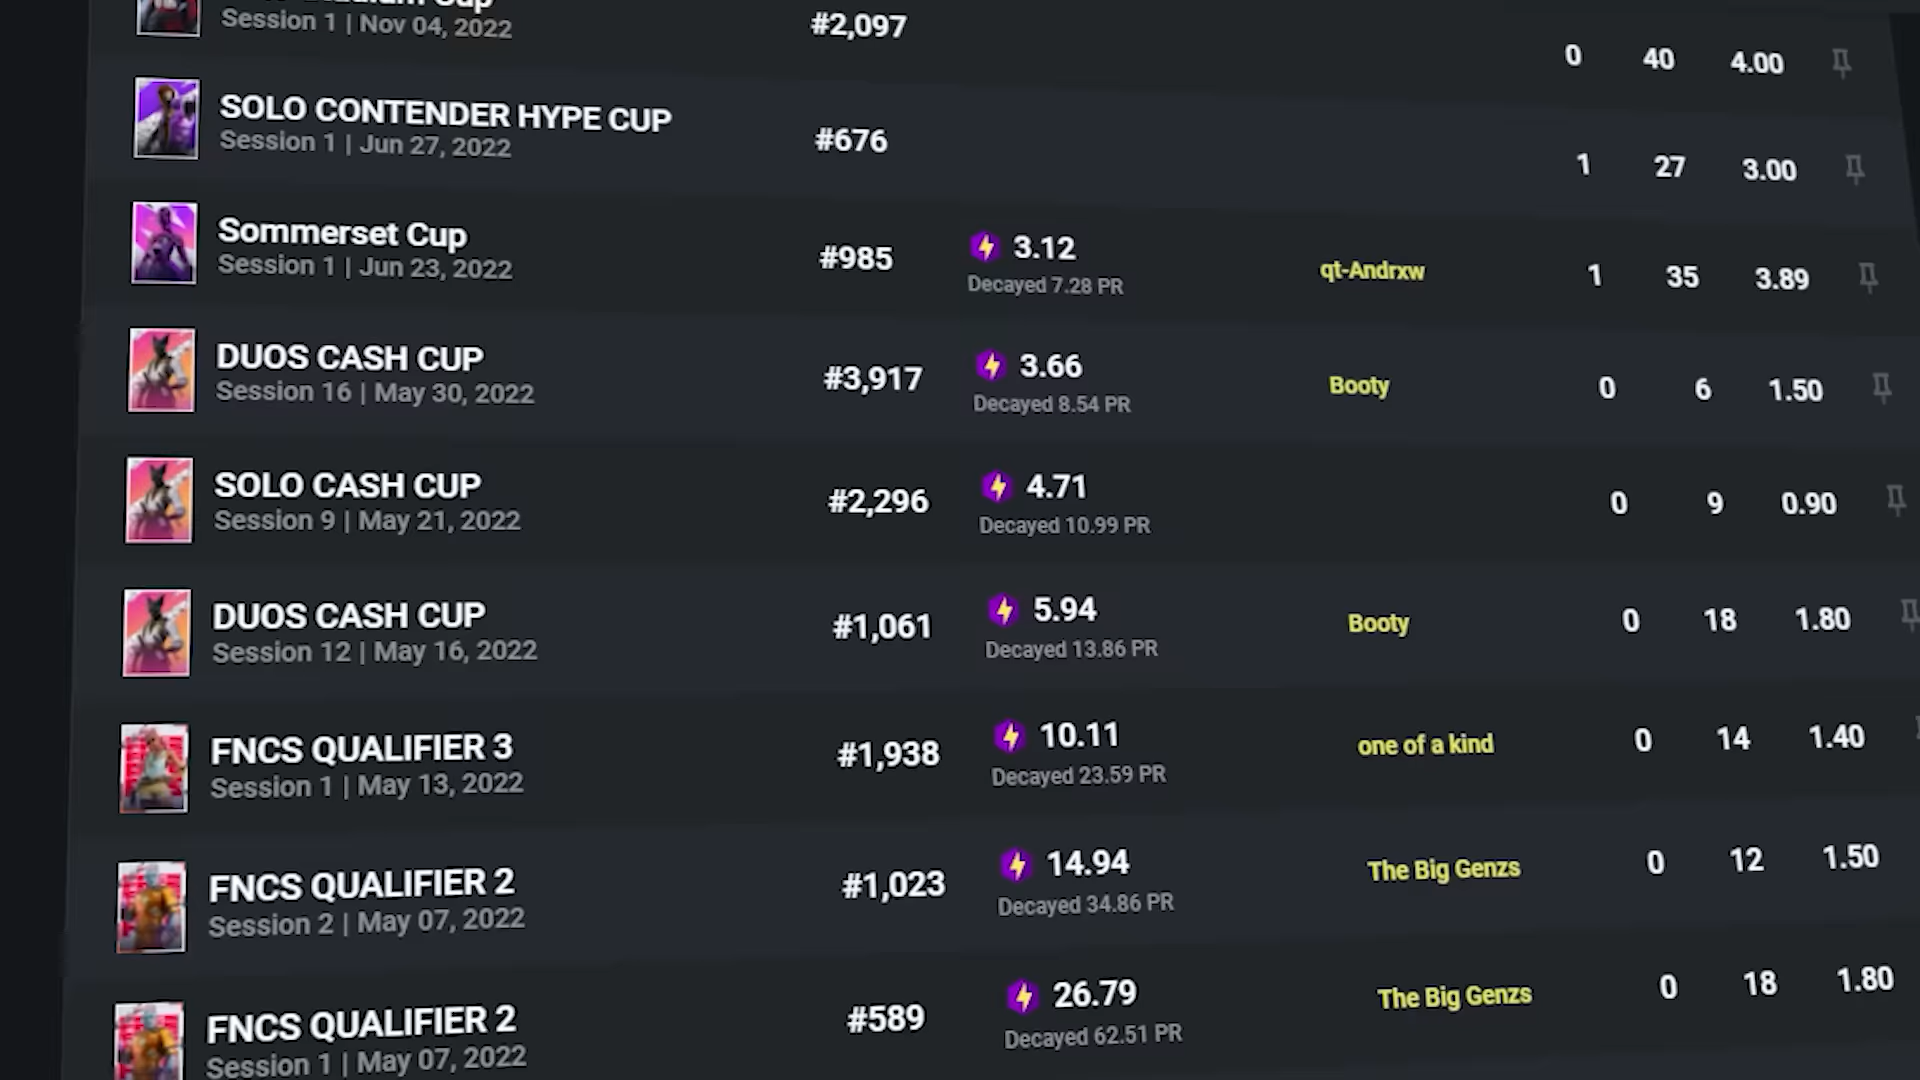 Cup
Session 1 | Nov 04, 2022
#2,097
0 40 4.00
SOLO CONTENDER HYPE CUP
Session 1 | Jun 27, 2022
#676
1 27 3.00
Sommerset Cup
Session 1 | Jun 23, 2022
#985
3.12
Decayed 7.28 PR
qt-Andrxw
1 35 3.89
DUOS CASH CUP
Session 16 | May 30, 2022
#3,917
3.66
Decayed 8.54 PR
Booty
0 6 1.50
SOLO CASH CUP
Session 9 | May 21, 2022
#2,296
4.71
Decayed 10.99 PR
0 9 0.90
DUOS CASH CUP
Session 12 | May 16, 2022
#1,061
5.94
Decayed 13.86 PR
Booty
0 18 1.80
FNCS QUALIFIER 3
Session 1 | May 13, 2022
#1,938
10.11
Decayed 23.59 PR
one of a kind
0 14 1.40
FNCS QUALIFIER 2
Session 2 | May 07, 2022
#1,023
14.94
Decayed 34.86 PR
The Big Genzs
0 12 1.50
FNCS QUALIFIER 2
Session 1 | May 07, 2022
#589
26.79
Decayed 62.51 PR
The Big Genzs
0 18 1.80